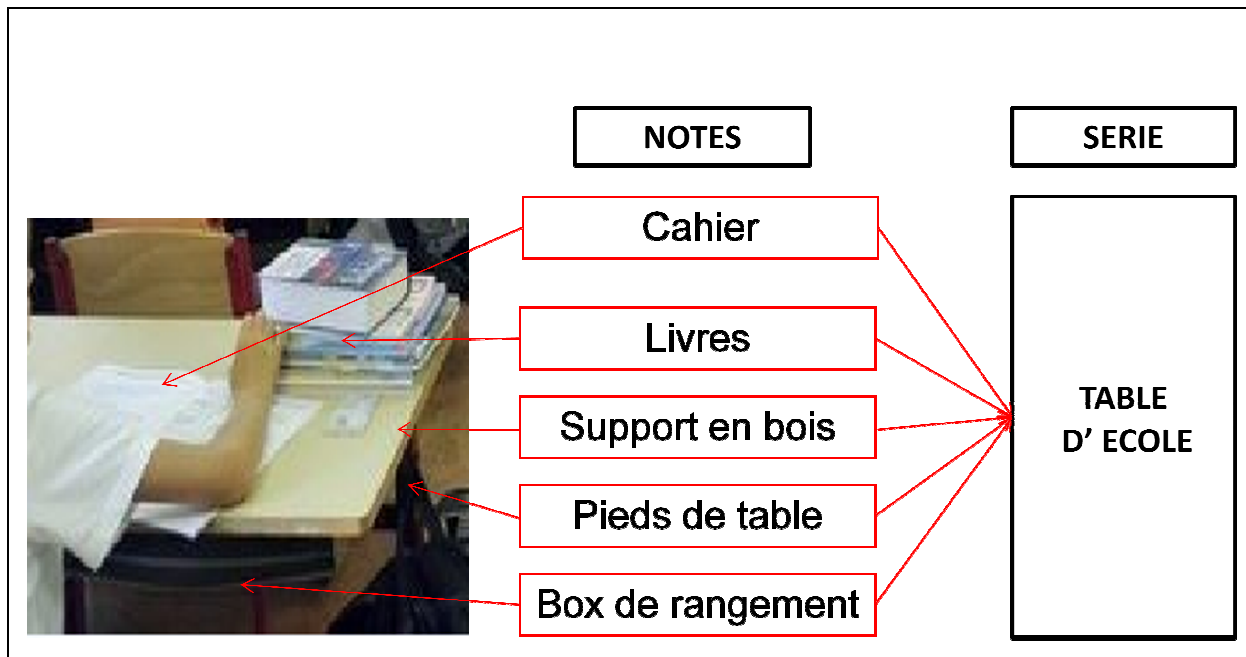 NOTES
SERIE
Cahier
Livres
Support en bois
Pieds de table
Box de rangement
TABLE
D’ ECOLE